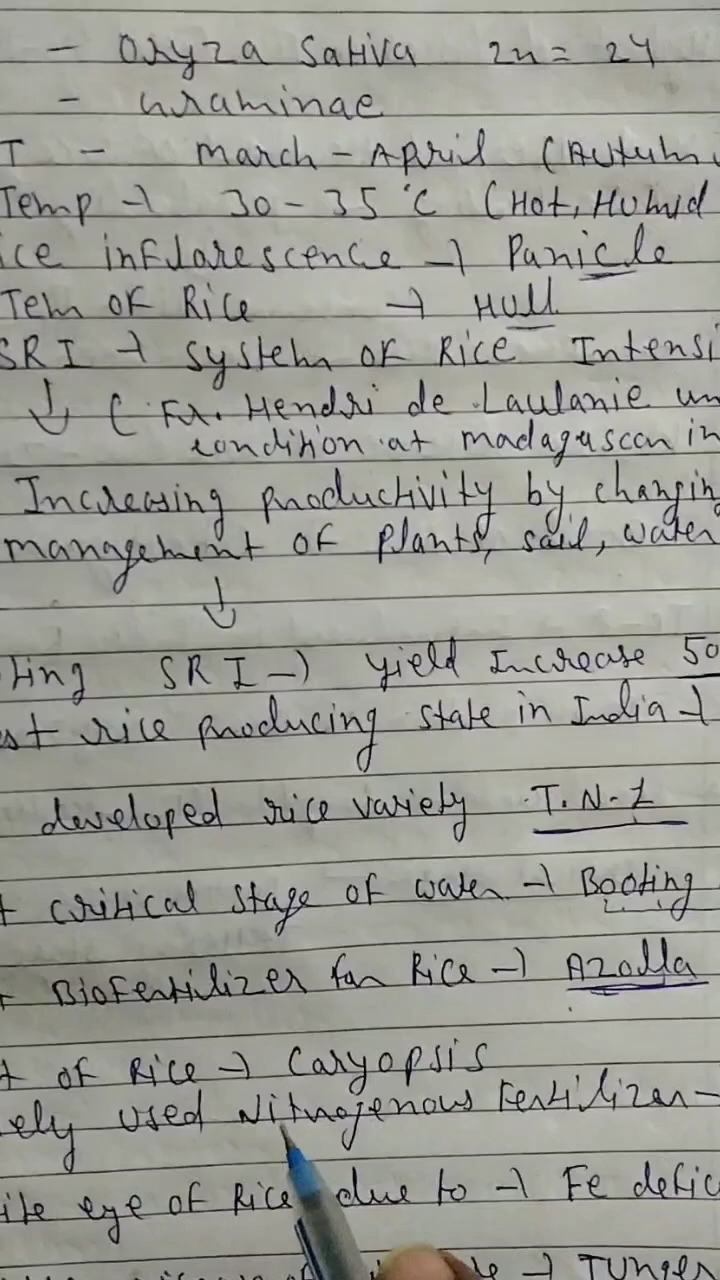 - Oryza Sativa 2n = 24
- Graminae
T - March - April (Autum
Temp → 30 - 35 °C (Hot, Humid
ice inflorescence → Panicle
Tem of Rice → Hull
SRI → system of Rice Intensi
↓ ( Fr. Hendri de Laulanie un
condition at madagascar in
Increasing productivity by changin
management of plants, soil, water
↓
ting SRI → yield Increase 50
st rice producing state in India →
developed rice variety T.N.1
t critical stage of water → Booting
r Biofertilizer for Rice → Azolla
t of Rice → Caryopsis
ely used Nitrogenous Fertilizer -
ite eye of Rice due to → Fe defic
→ Tungro